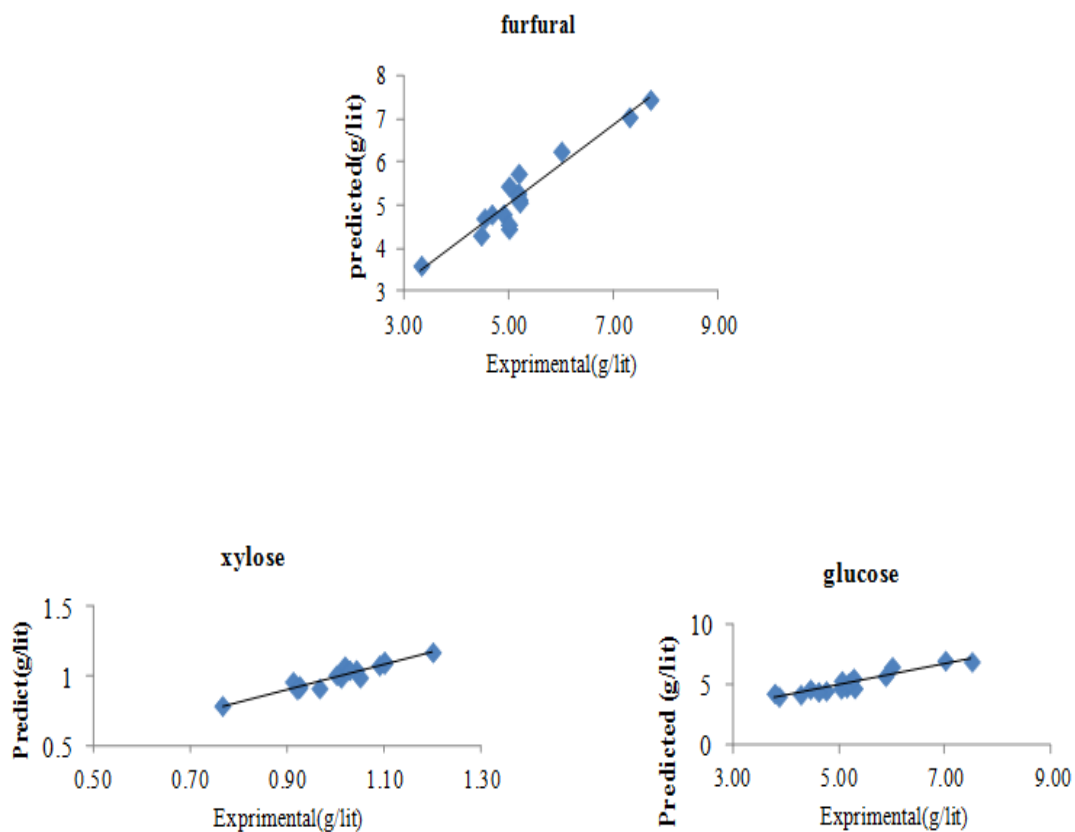 furfural
predicted(g/lit)
8
7
6
5
4
3
3.00 5.00 7.00 9.00
Exprimental(g/lit)
xylose
Predict(g/lit)
1.5
1
0.5
0.50 0.70 0.90 1.10 1.30
Exprimental(g/lit)
glucose
Predicted (g/lit)
10
5
0
3.00 5.00 7.00 9.00
Exprimental(g/lit)